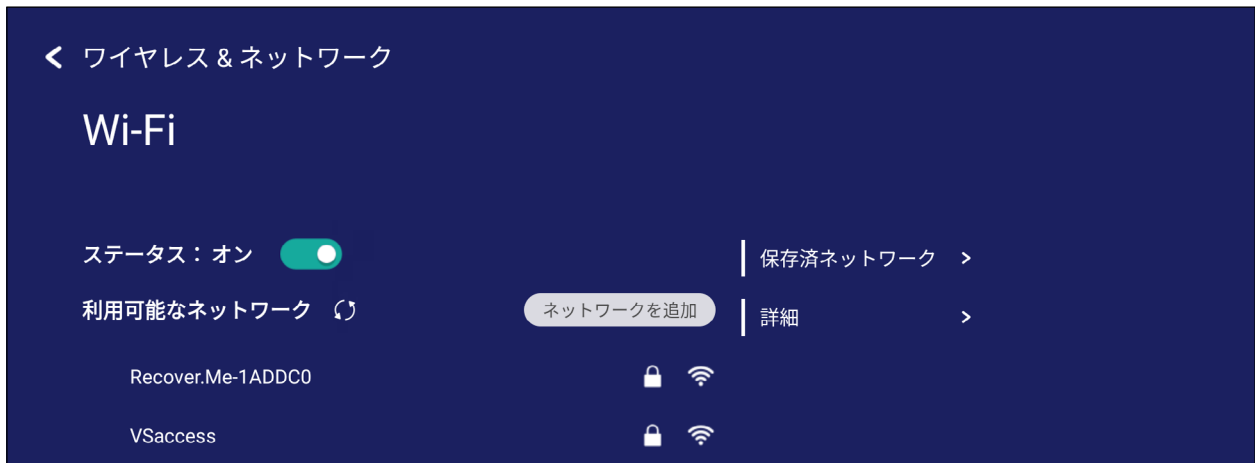 ワイヤレス & ネットワーク
Wi-Fi
ステータス：オン
利用可能なネットワーク
ネットワークを追加
Recover.Me-1ADDC0
VSaccess
保存済ネットワーク
詳細